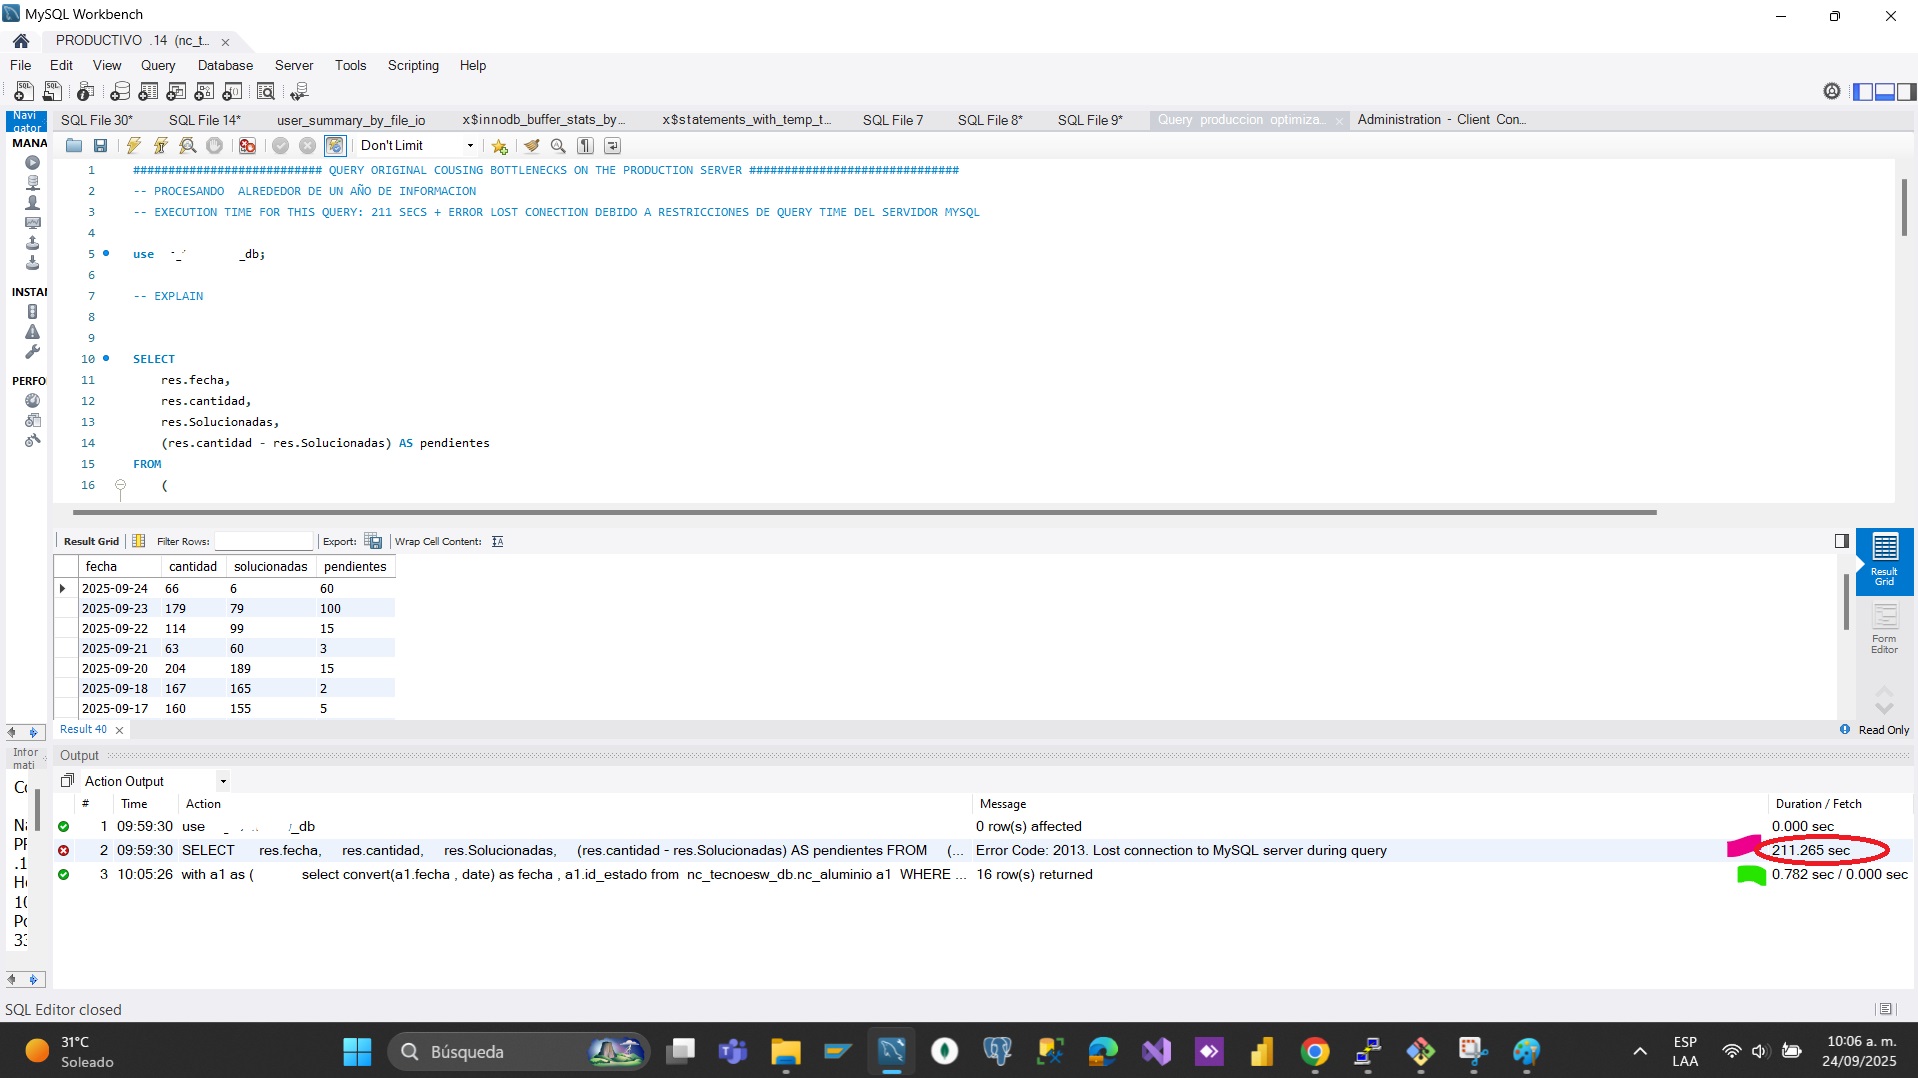 MySQL Workbench
PRODUCTIVO .14 (nc_t...
File Edit View Query Database Server Tools Scripting Help
Navi
gator
SQL File 30* SQL File 14* user_summary_by_file_io x$innodb_buffer_stats_by... x$statements_with_temp_t... SQL File 7 SQL File 8* SQL File 9* Query produccion optimiza... Administration - Client Con...
MANA
Don't Limit
1 ########################### QUERY ORIGINAL COUSING BOTTLENECKS ON THE PRODUCTION SERVER ##############################
2 -- PROCESANDO ALREDEDOR DE UN AÑO DE INFORMACION
3 -- EXECUTION TIME FOR THIS QUERY: 211 SECS + ERROR LOST CONECTION DEBIDO A RESTRICCIONES DE QUERY TIME DEL SERVIDOR MYSQL
4
5 use _db;
6
7 -- EXPLAIN
8
9
10 SELECT
11 res.fecha,
12 res.cantidad,
13 res.Solucionadas,
14 (res.cantidad - res.Solucionadas) AS pendientes
15 FROM
16 (
INSTAI
PERFO
Result Grid Filter Rows: Export: Wrap Cell Content:
fecha cantidad solucionadas pendientes
2025-09-24 66 6 60
2025-09-23 179 79 100
2025-09-22 114 99 15
2025-09-21 63 60 3
2025-09-20 204 189 15
2025-09-18 167 165 2
2025-09-17 160 155 5
Result
Grid
Form
Editor
Result 40
Read Only
Infor
mati
Output
Action Output
# Time Action Message Duration / Fetch
1 09:59:30 use _db 0 row(s) affected 0.000 sec
2 09:59:30 SELECT res.fecha, res.cantidad, res.Solucionadas, (res.cantidad - res.Solucionadas) AS pendientes FROM (... Error Code: 2013. Lost connection to MySQL server during query 211.265 sec
3 10:05:26 with a1 as ( select convert(a1.fecha , date) as fecha , a1.id_estado from nc_tecnoesw_db.nc_aluminio a1 WHERE ... 16 row(s) returned 0.782 sec / 0.000 sec
SQL Editor closed
31°C
Soleado
Búsqueda
ESP
LAA
10:06 a. m.
24/09/2025